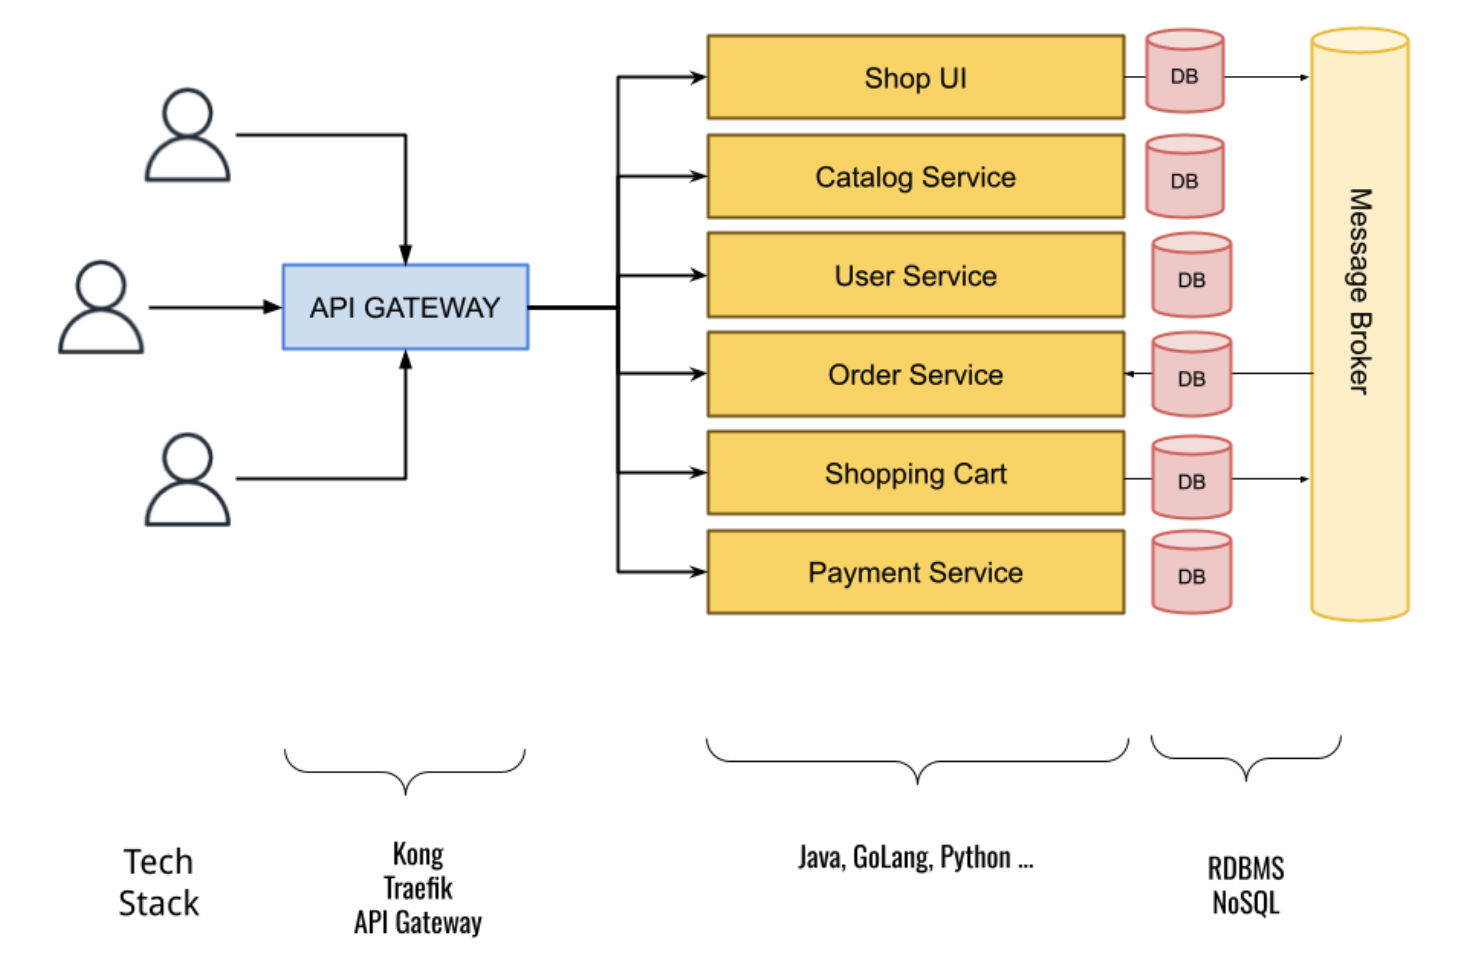 Shop UI
DB
Catalog Service
DB
User Service
DB
API GATEWAY
Order Service
DB
Shopping Cart
DB
Payment Service
DB
Message Broker
Tech
Stack
Kong
Traefik
API Gateway
Java, GoLang, Python ...
RDBMS
NoSQL